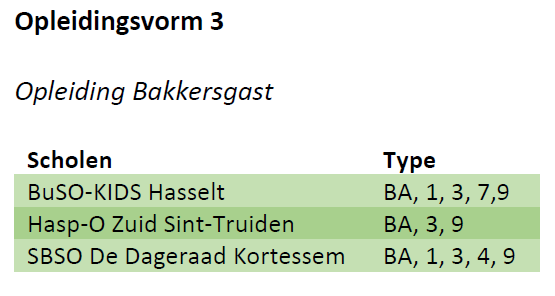 Opleidingsvorm 3
Opleiding Bakkersgast
Scholen Type
BuSO-KIDS Hasselt BA, 1, 3, 7,9
Hasp-O Zuid Sint-Truiden BA, 3, 9
SBSO De Dageraad Kortessem BA, 1, 3, 4, 9